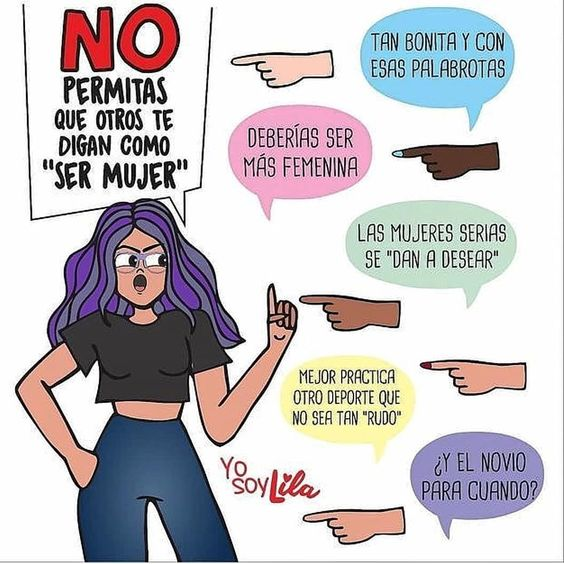 NO
PERMITAS
QUE OTROS TE
DIGAN COMO
"SER MUJER"
TAN BONITA Y CON
ESAS PALABROTAS
DEBERÍAS SER
MÁS FEMENINA
LAS MUJERES SERIAS
SE "DAN A DESEAR"
MEJOR PRACTICA
OTRO DEPORTE QUE
NO SEA TAN "RUDO"
¿Y EL NOVIO
PARA CUANDO?
YO
SOY Lila